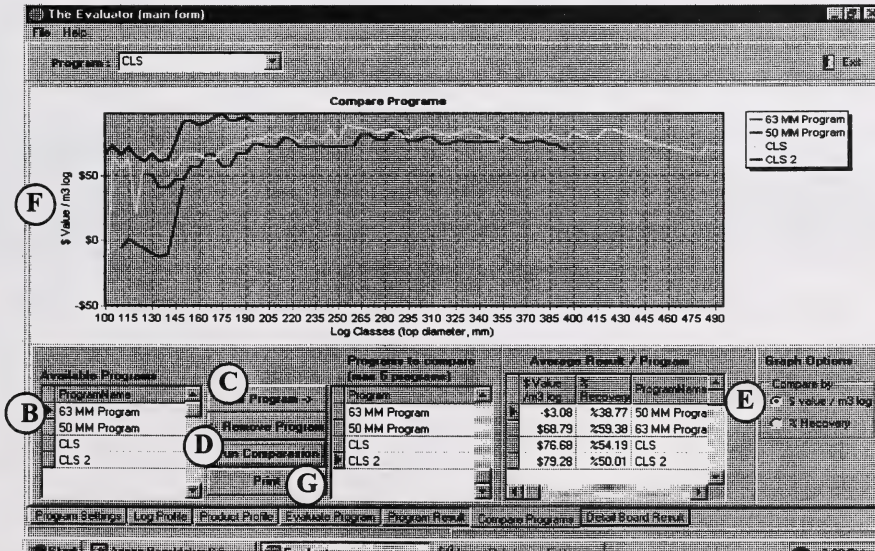 The Evaluator (main form)
File Help
Program : CLS
Exit
Compare Programs
63 MM Program
50 MM Program
CLS
CLS 2
$50
$0
-$50
$ Value / m3 log
F
100 115 130 145 160 175 190 205 220 235 250 265 280 295 310 325 340 355 370 385 400 415 430 445 460 475 490
Log Classes (top diameter, mm)
Available Programs
ProgramName
63 MM Program
50 MM Program
CLS
CLS 2
B
C
Program ->
Remove Program
D
un Comparession
Print
G
Programs to compare
(max 5 programs)
Program
63 MM Program
50 MM Program
CLS
CLS 2
Average Result / Program
$ Value /m3 log
% Recovery
ProgramName
-$3.08 %38.77 50 MM Progra
$68.79 %59.38 63 MM Progra
$76.68 %54.19 CLS
$79.28 %50.01 CLS 2
E
Graph Options
Compare by
$ value / m3 log
% Recovery
Program Settings Log Profile Product Profile Evaluate Program Program Result Compare Programs Detail Board Result
Start